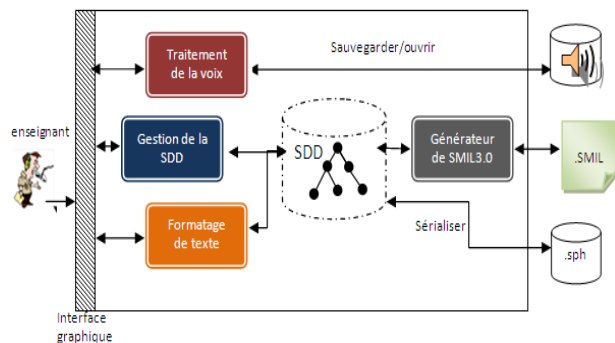 Traitement
de la voix
Sauvegarder/ouvrir
enseignant
Gestion de la
SDD
SDD
Générateur
de SMIL3.0
.SMIL
Formatage
de texte
Sérialiser
.sph
Interface
graphique